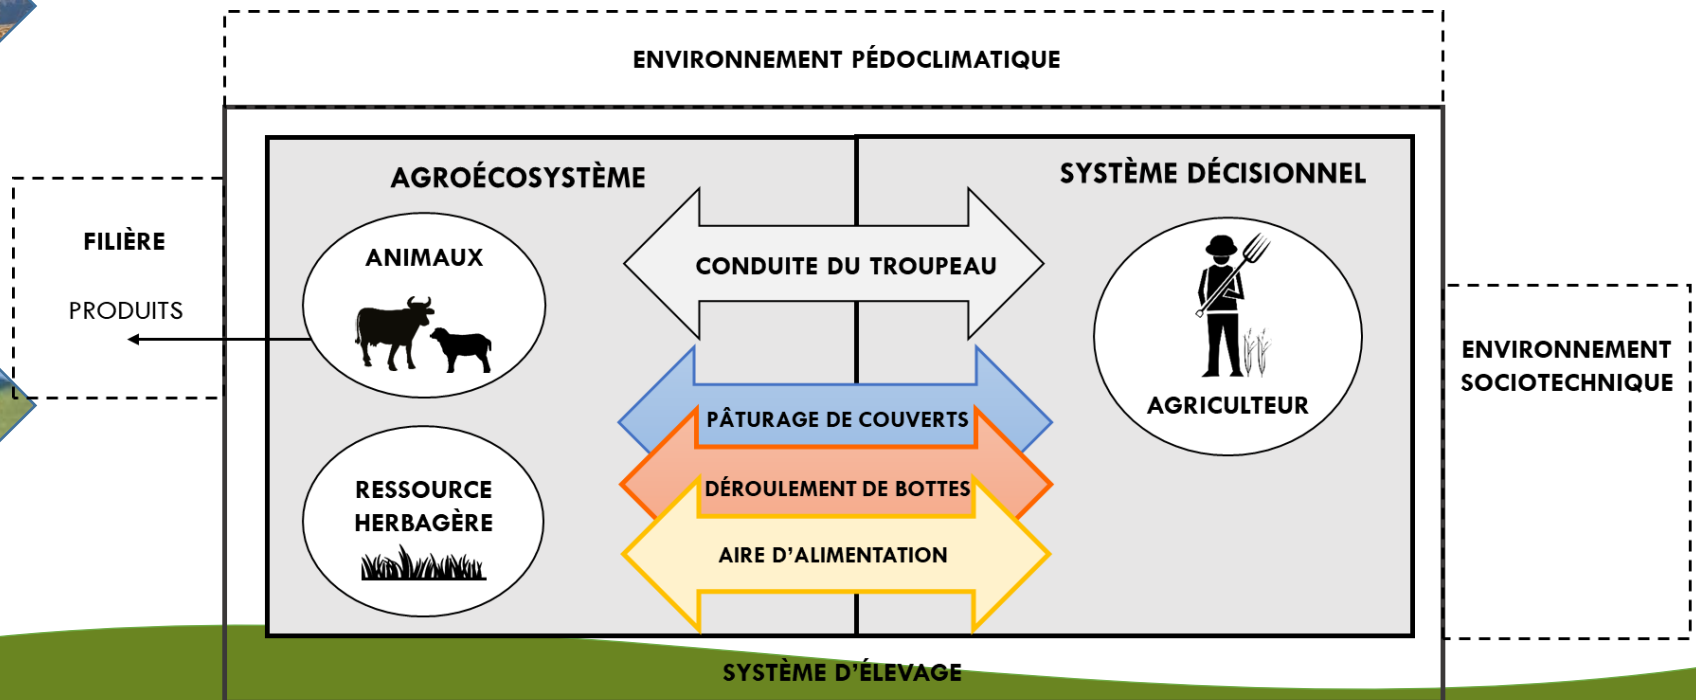 ENVIRONNEMENT PÉDOCLIMATIQUE
AGROÉCOSYSTÈME
SYSTÈME DÉCISIONNEL
FILIÈRE
PRODUITS
ANIMAUX
CONDUITE DU TROUPEAU
AGRICULTEUR
ENVIRONNEMENT
SOCIOTECHNIQUE
PÂTURAGE DE COUVERTS
RESSOURCE
HERBAGÈRE
DÉROULEMENT DE BOTTES
AIRE D'ALIMENTATION
SYSTÈME D'ÉLEVAGE